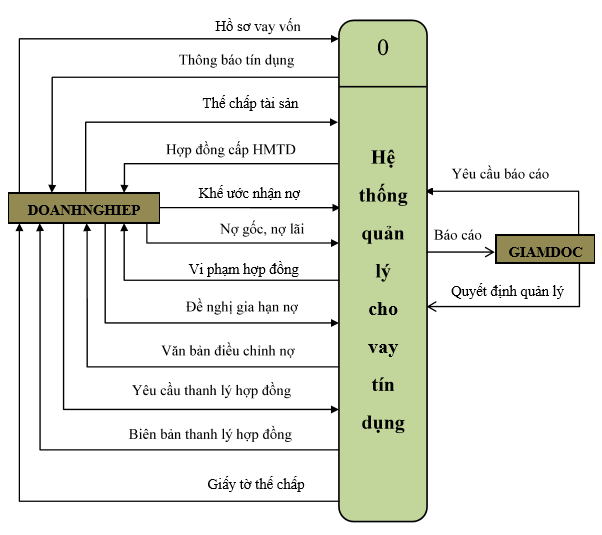 Hồ sơ vay vốn
Thông báo tín dụng
Thế chấp tài sản
Hợp đồng cấp HMTD
Khế ước nhận nợ
DOANHNGHIEP
Nợ gốc, nợ lãi
Vi phạm hợp đồng
Đề nghị gia hạn nợ
Văn bản điều chỉnh nợ
Yêu cầu thanh lý hợp đồng
Biên bản thanh lý hợp đồng
Giấy tờ thế chấp
0
Hệ
thống
quản
lý
cho
vay
tín
dụng
Yêu cầu báo cáo
Báo cáo
GIAMDOC
Quyết định quản lý